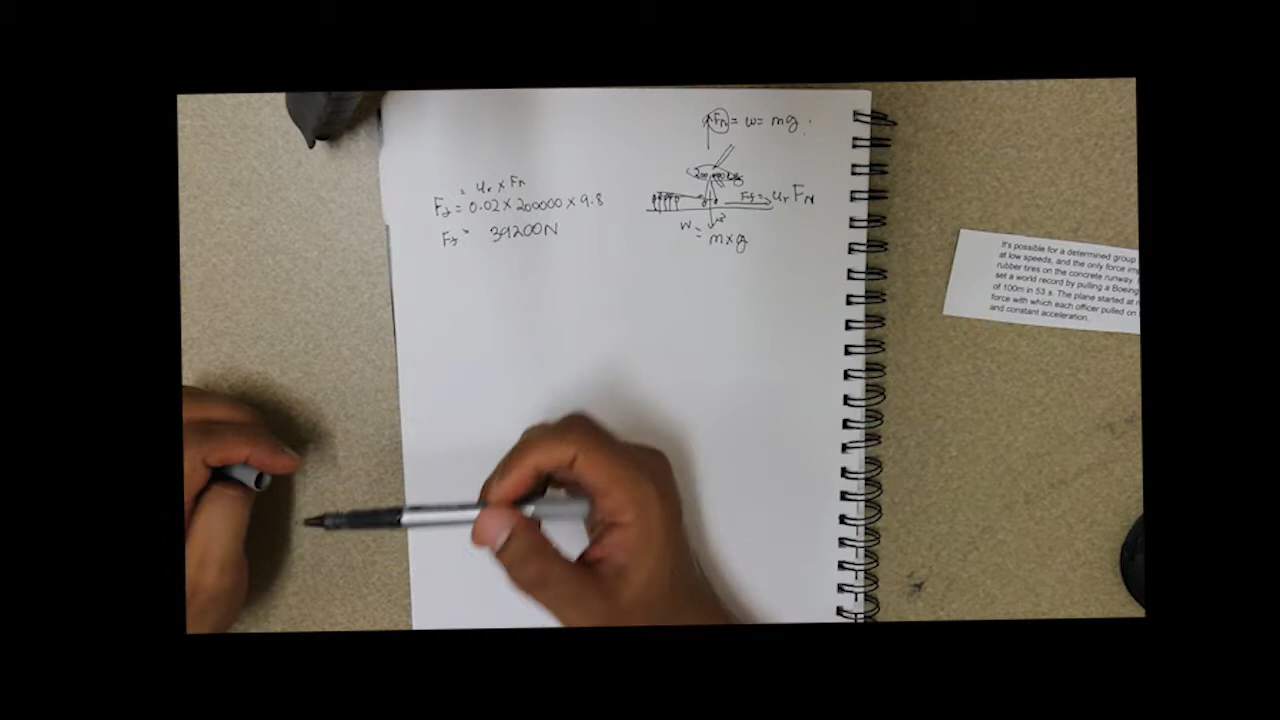 Fn = w = mg.
200000kg
Ff = ur FN
W = m×g
= ur × Fn
Ff = 0.02 × 200000 × 9.8
Ff = 39200N
It's possible for a determined group
at low speeds, and the only force
rubber tires on the concrete runway.
set a world record by pulling a Boeing
of 100m in 53 s. The plane started at
force with which each officer pulled on
and constant acceleration.